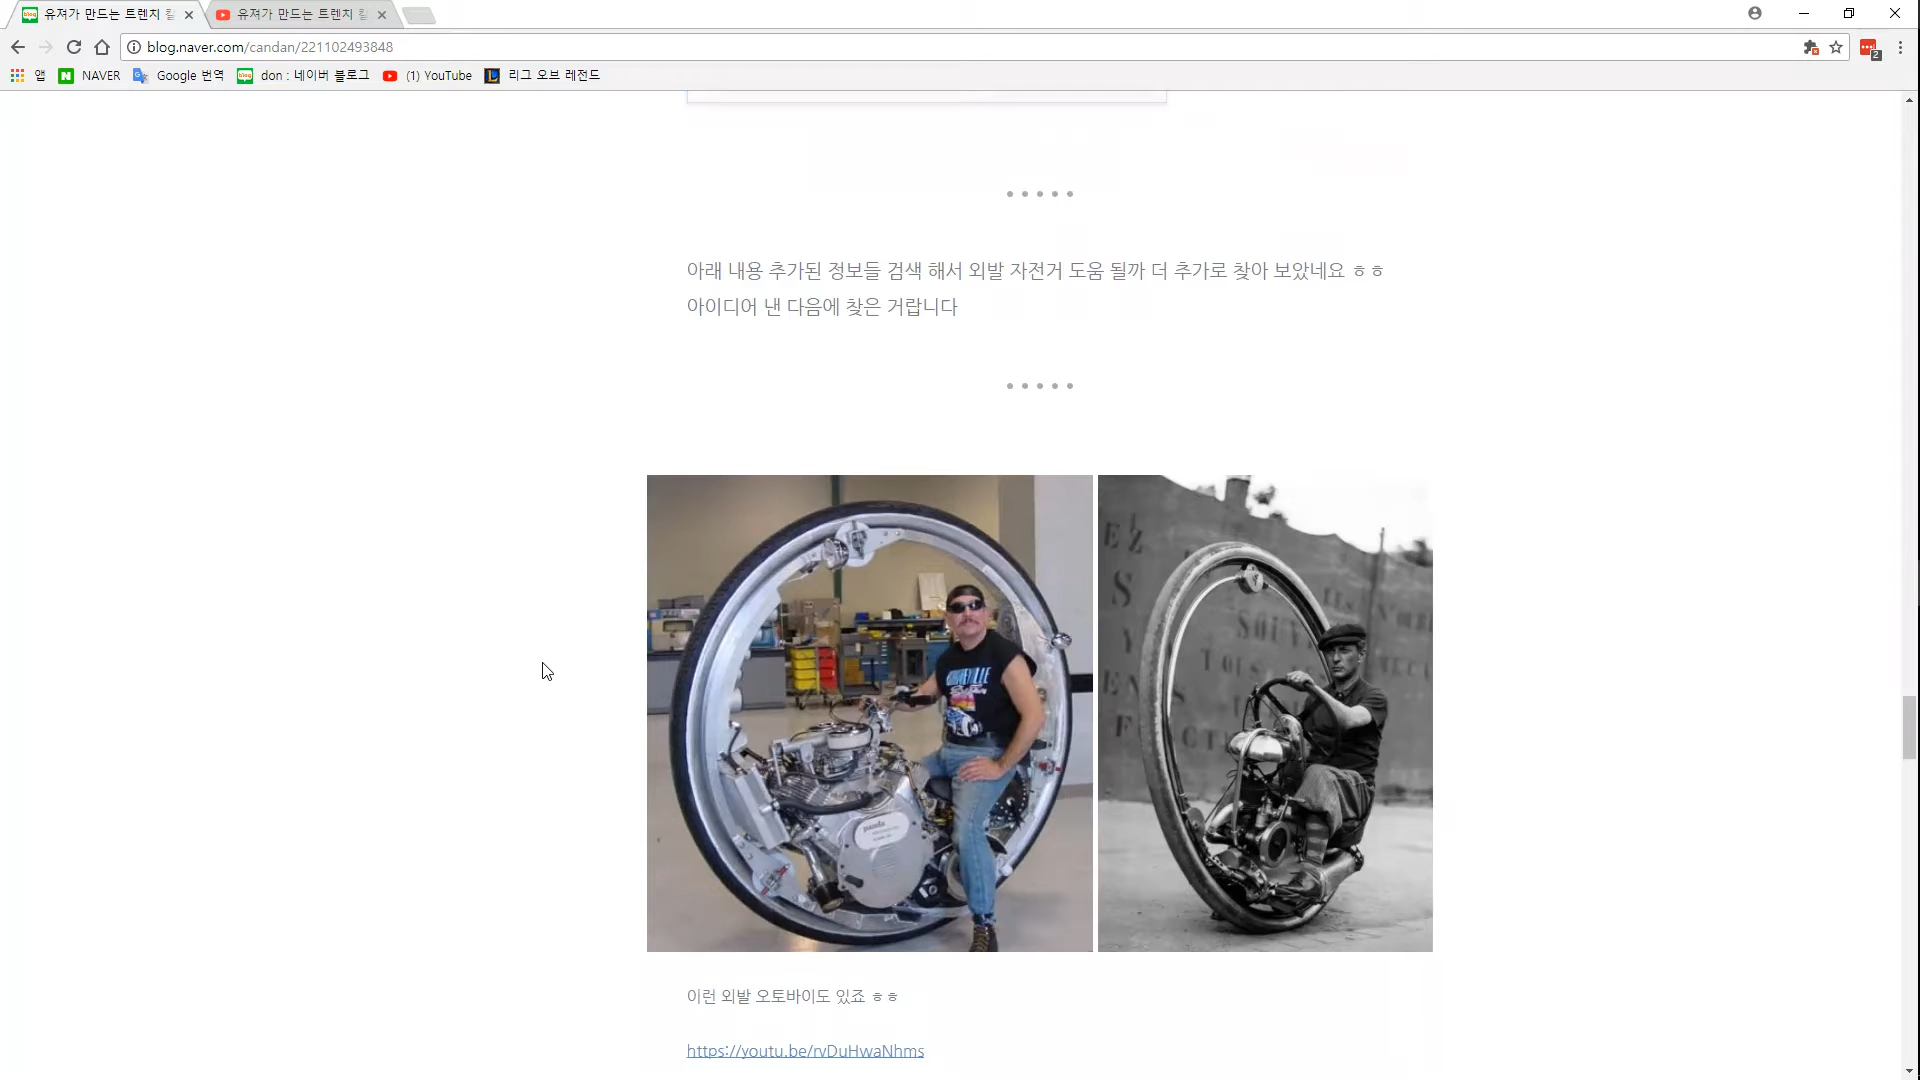 유져가 만드는 트렌치
유져가 만드는 트렌치
blog.naver.com/candan/221102493848
2
앱
NAVER
Google 번역
don : 네이버 블로그
(1) YouTube
리그 오브 레전드
아래 내용 추가된 정보들 검색 해서 외발 자전거 도움 될까 더 추가로 찾아 보았네요 ㅎㅎ
아이디어 낸 다음에 찾은 거랍니다
panda
이런 외발 오토바이도 있죠 ㅎㅎ
https://youtu.be/rvDuHwaNhms